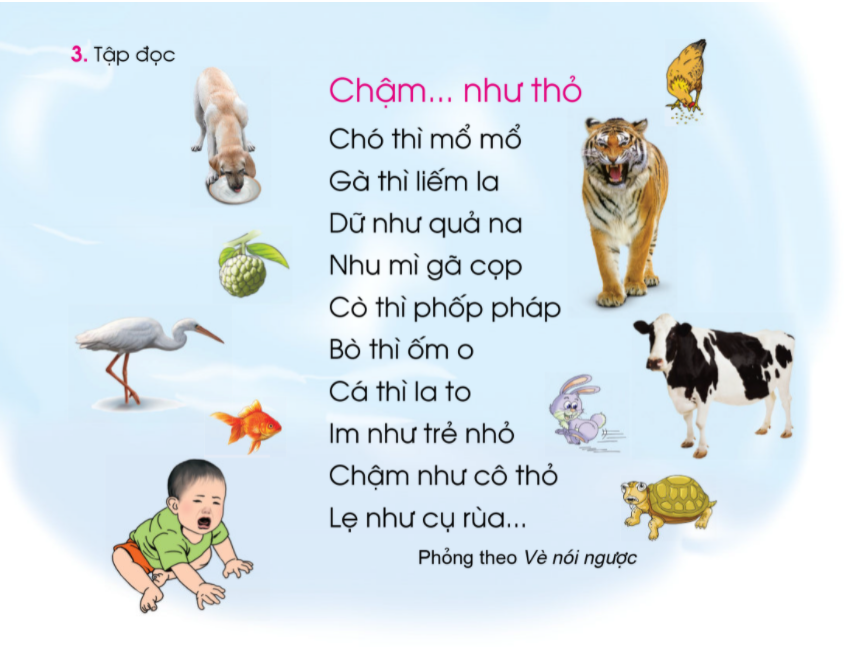 3. Tập đọc
Chậm... như thỏ
Chó thì mổ mổ
Gà thì liếm la
Dữ như quả na
Nhu mì gã cọp
Cò thì phốp pháp
Bò thì ốm o
Cá thì la to
Im như trẻ nhỏ
Chậm như cô thỏ
Lẹ như cụ rùa...
Phỏng theo Vè nói ngược